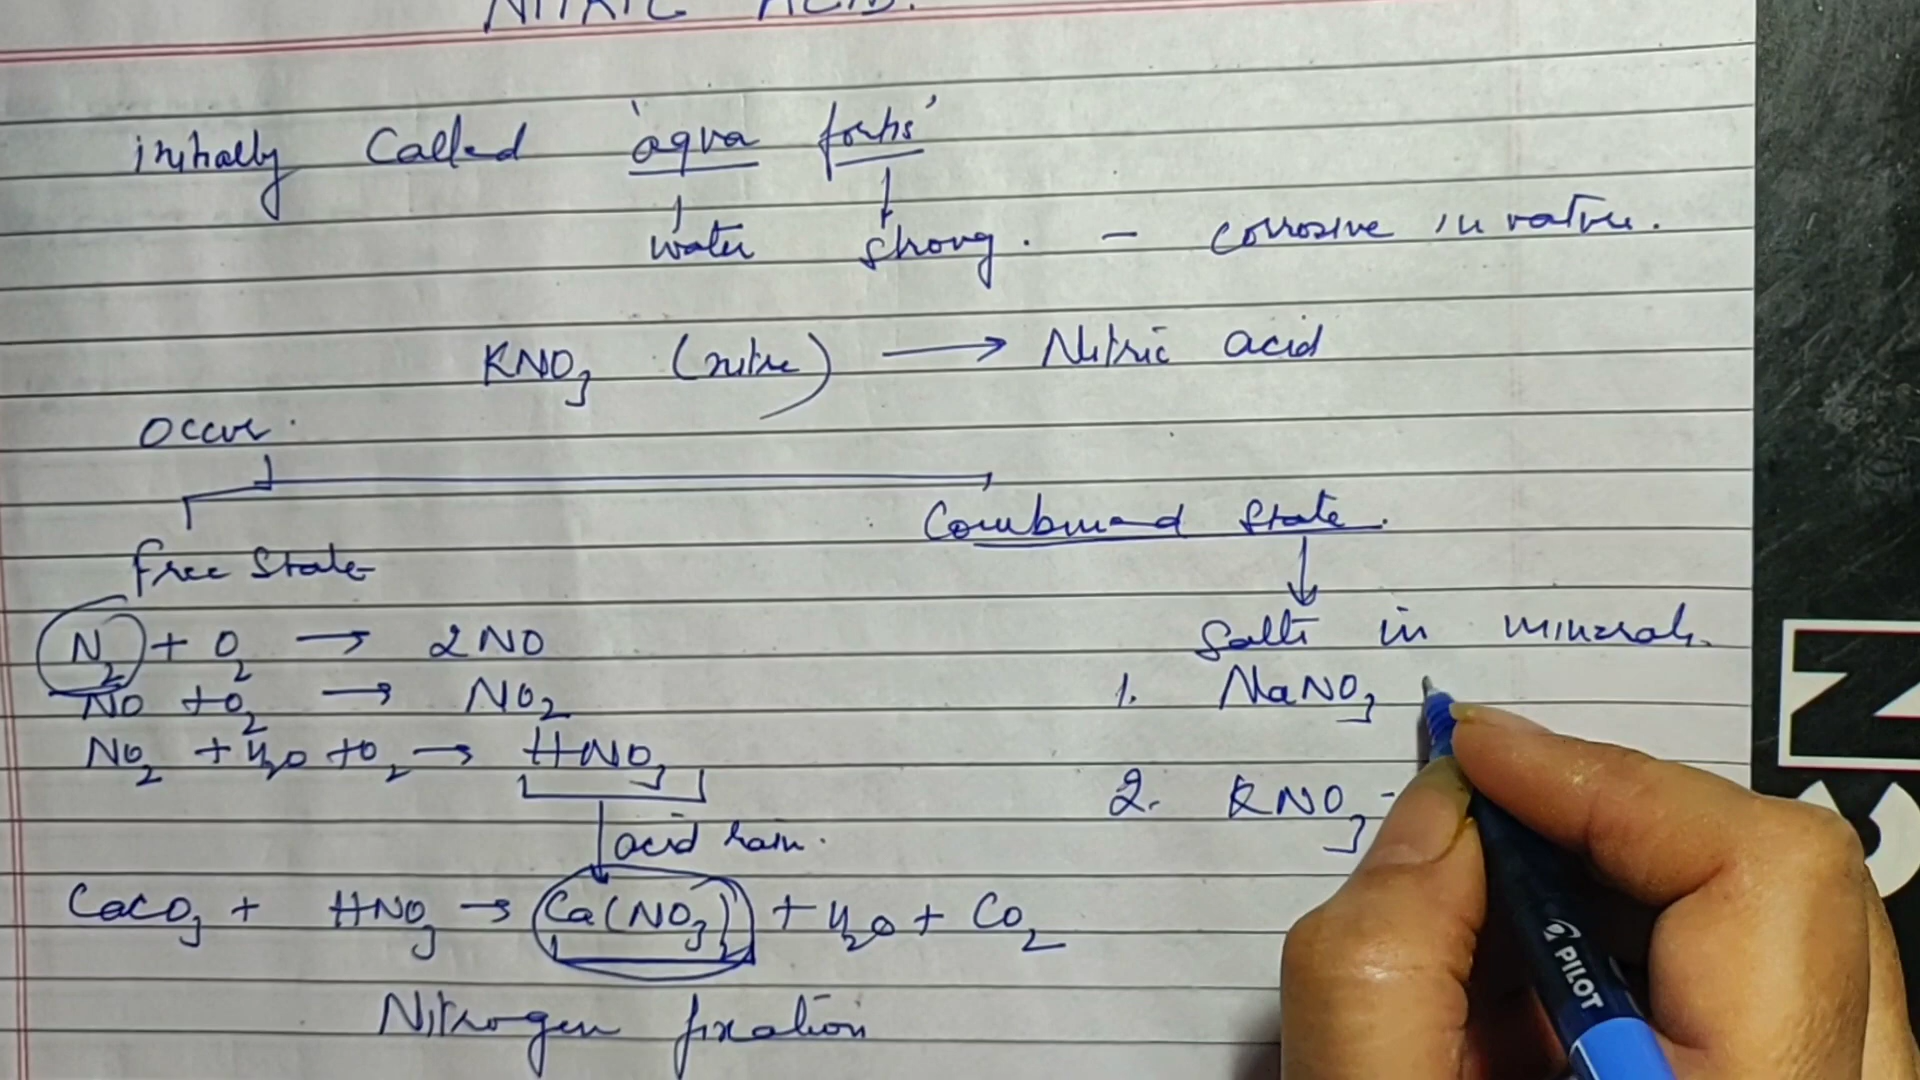 NITRIC ACID.
initially Called 'aqua fortis'
water strong. - corrosive in nature.
KNO3 (nitre) → Nitric acid
Occur.
Free State Combined State.
Salts in minerals.
N2 + O2 → 2NO
1. NaNO3
NO + O2 → NO2
NO2 + H2O + O2 → HNO3
2. KNO3 -
acid rain.
CaCO3 + HNO3 → Ca(NO3)2 + H2O + CO2
Nitrogen fixation
PILOT